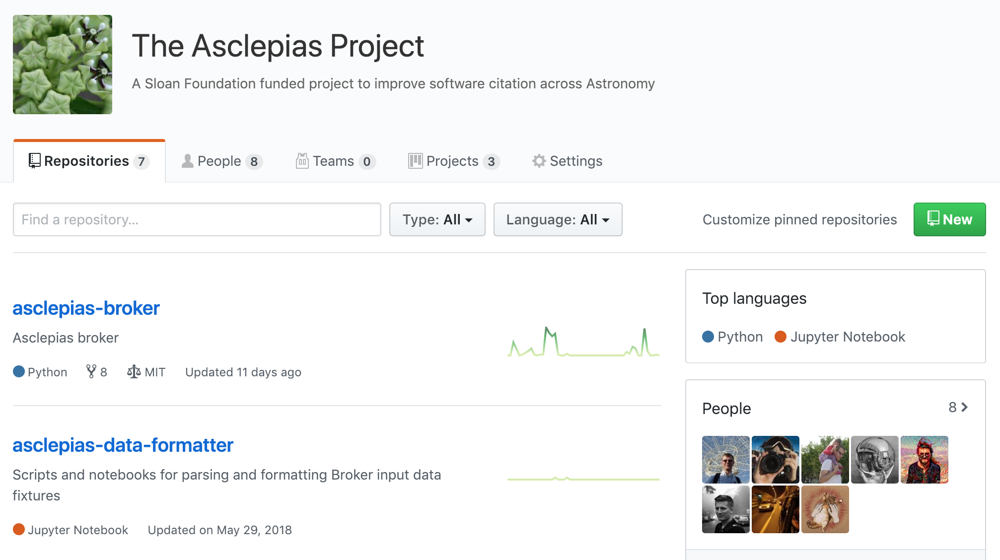 The Asclepias Project
A Sloan Foundation funded project to improve software citation across Astronomy
Repositories 7 People 8 Teams 0 Projects 3 Settings
Find a repository... Type: All Language: All Customize pinned repositories New
asclepias-broker
Asclepias broker
Python 8 MIT Updated 11 days ago
asclepias-data-formatter
Scripts and notebooks for parsing and formatting Broker input data
fixtures
Jupyter Notebook Updated on May 29, 2018
Top languages
Python Jupyter Notebook
People 8